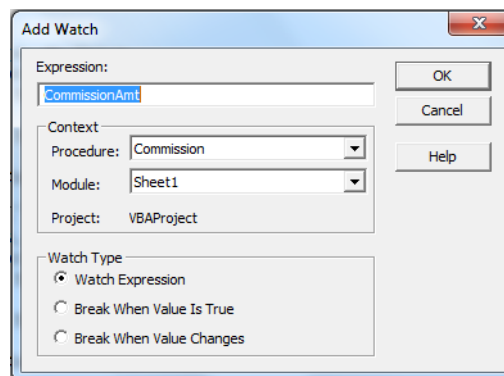 Add Watch
Expression:
CommissionAmt
Context
Procedure: Commission
Module: Sheet1
Project: VBAProject
Watch Type
Watch Expression
Break When Value Is True
Break When Value Changes
OK
Cancel
Help